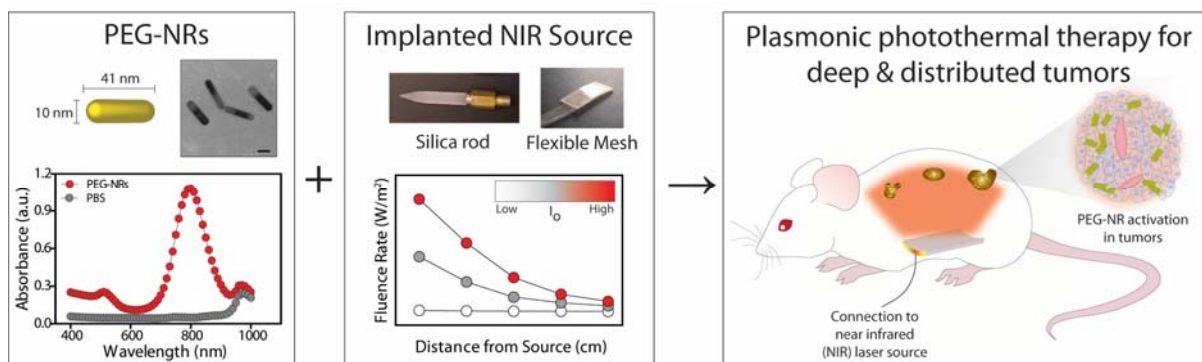 PEG-NRs
41 nm
10 nm
1.2
0.9
0.6
0.3
0.0
PEG-NRs
PBS
Absorbance (a.u.)
400
600
800
1000
Wavelength (nm)
+
Implanted NIR Source
Silica rod
Flexible Mesh
Low
I₀
High
Fluence Rate (W/m²)
Distance from Source (cm)
→
Plasmonic photothermal therapy for
deep & distributed tumors
PEG-NR activation
in tumors
Connection to
near infrared
(NIR) laser source